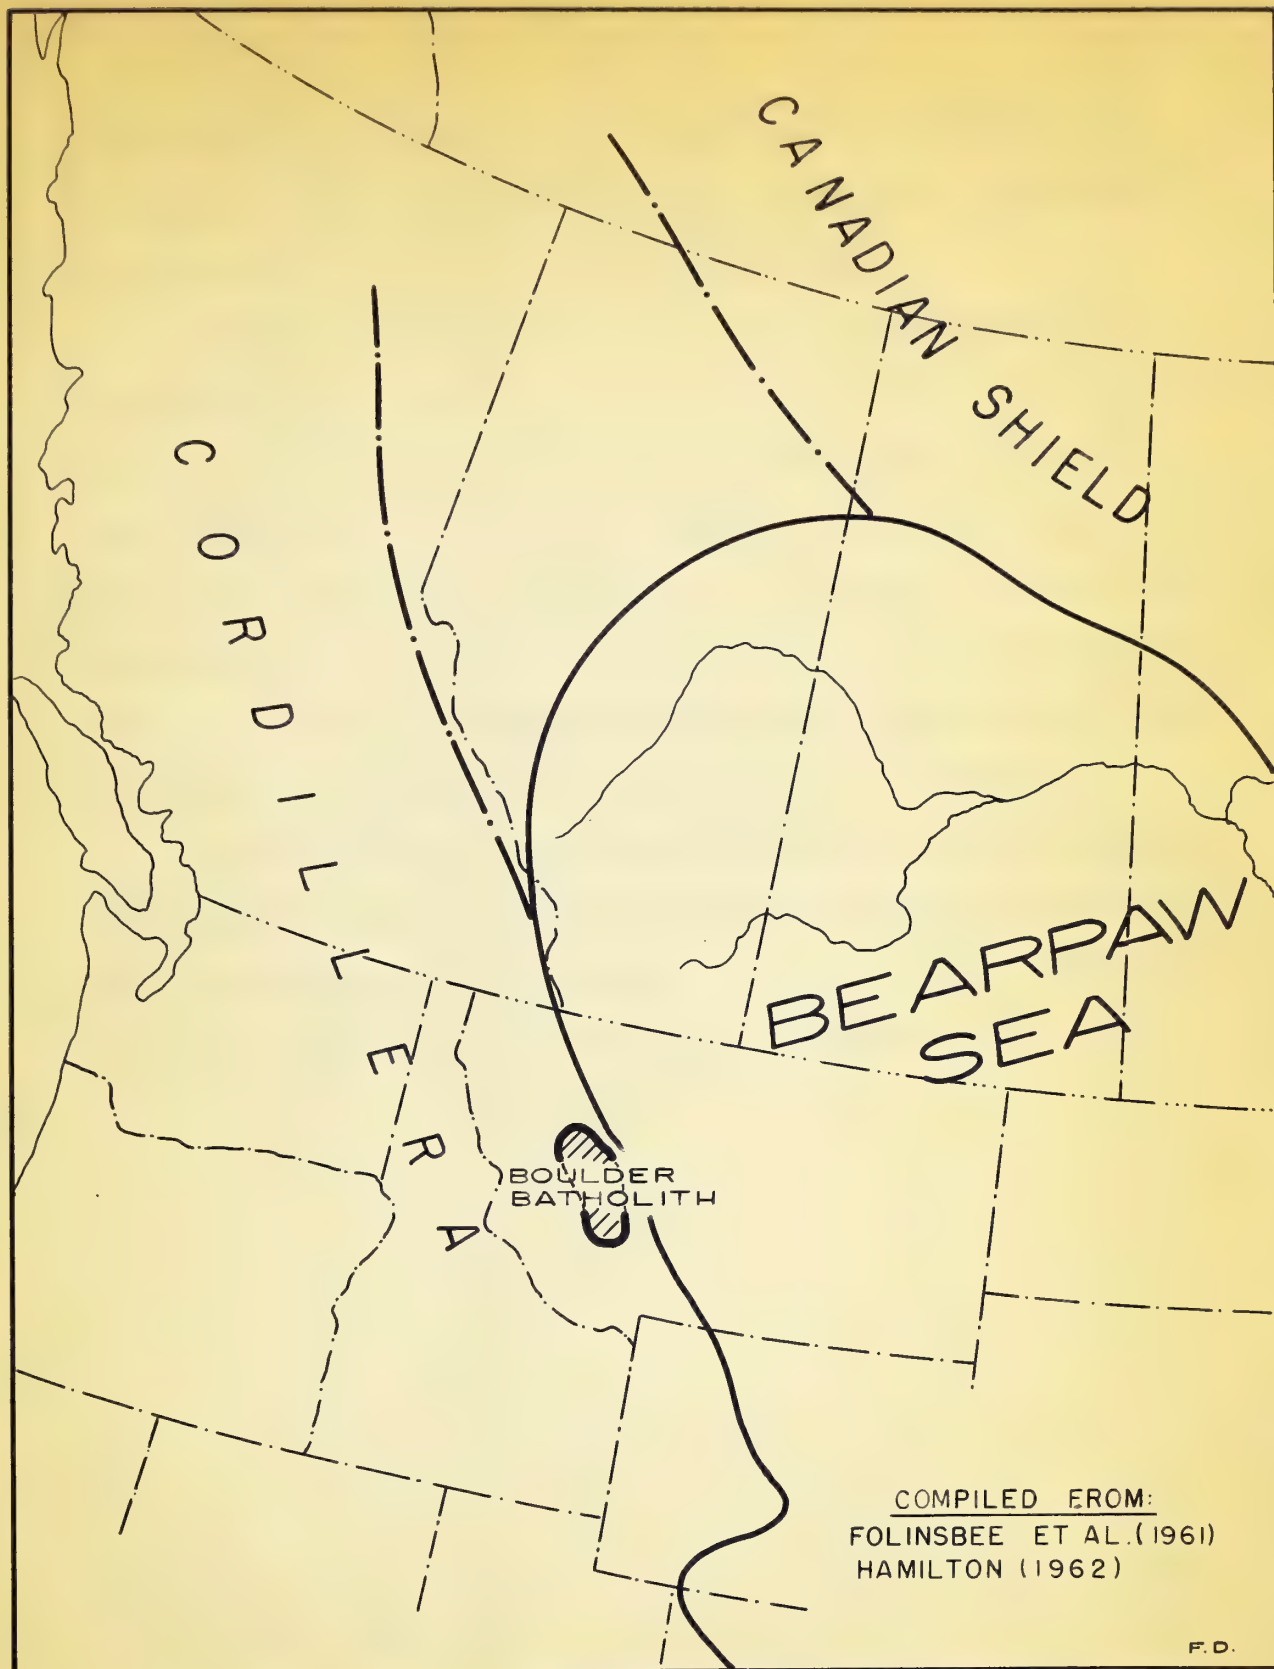 CANADIAN SHIELD
CORDILLERA
BEARPAW
SEA
BOULDER
BATHOLITH
COMPILED FROM:
FOLINSBEE ET AL. (1961)
HAMILTON (1962)
F.D.